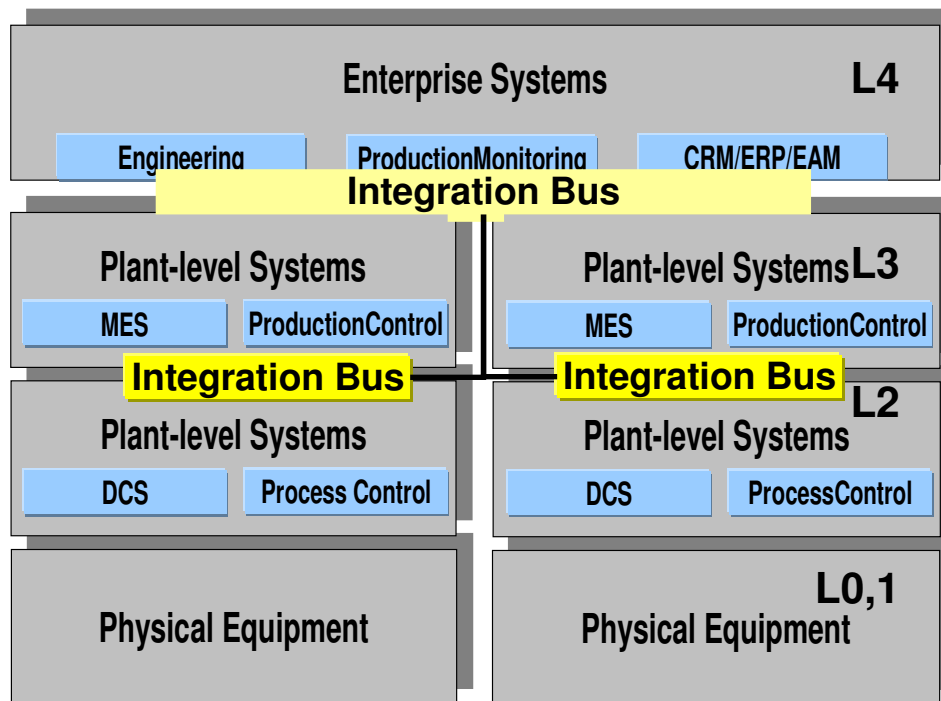 Enterprise Systems L4
Engineering ProductionMonitoring CRM/ERP/EAM
Integration Bus
Plant-level Systems Plant-level Systems L3
MES ProductionControl MES ProductionControl
Integration Bus Integration Bus
L2
Plant-level Systems Plant-level Systems
DCS Process Control DCS ProcessControl
L0,1
Physical Equipment Physical Equipment